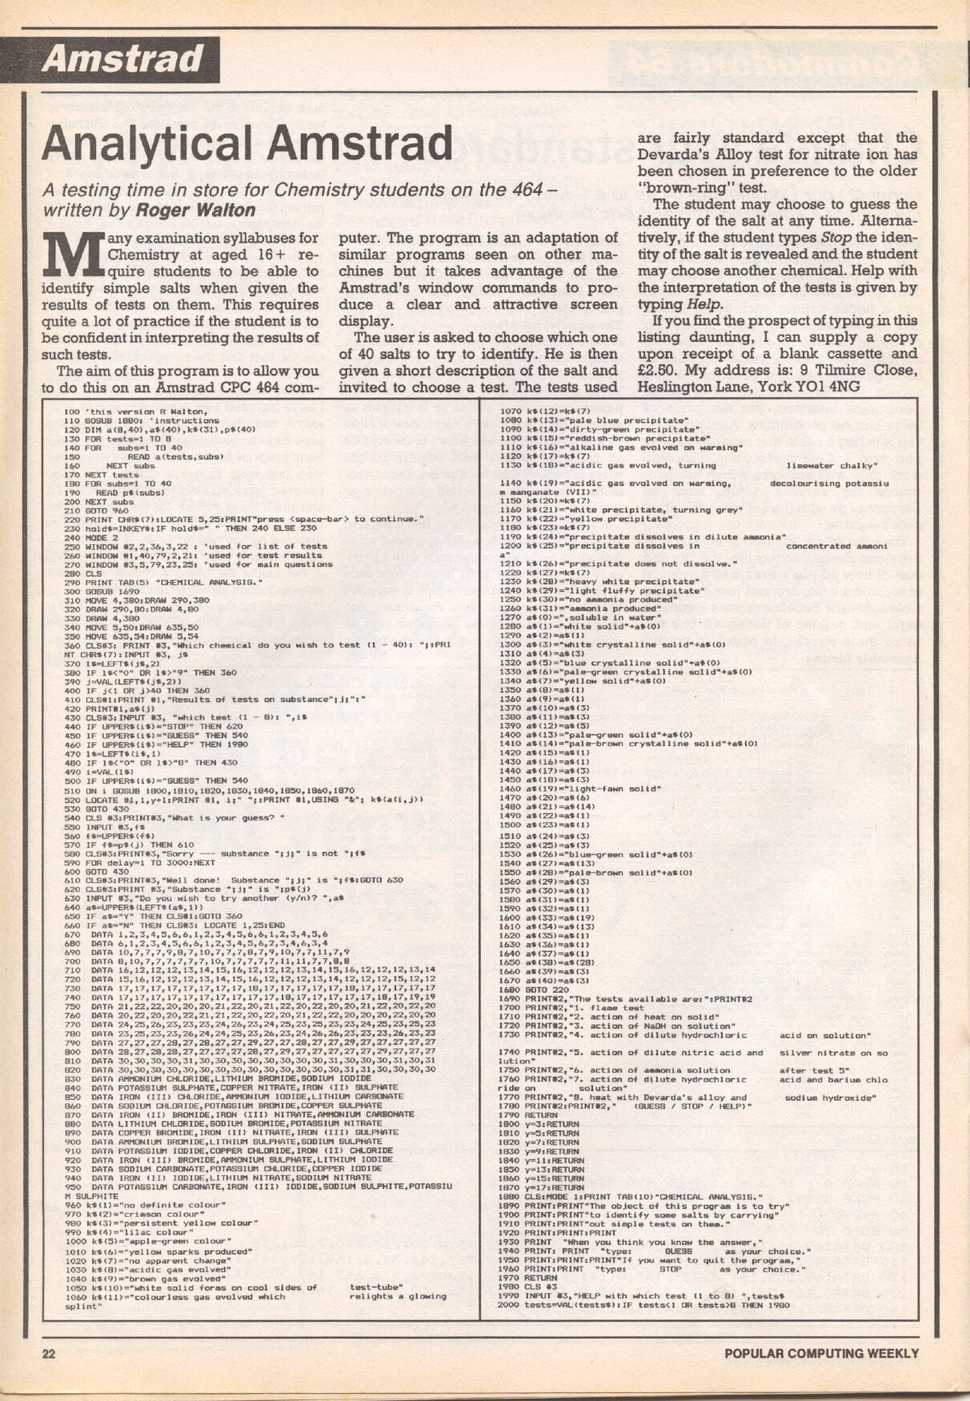 Amstrad
Analytical Amstrad
A testing time in store for Chemistry students on the 464 –
written by Roger Walton
Many examination syllabuses for
Chemistry at aged 16+ re-
quire students to be able to
identify simple salts when given the
results of tests on them. This requires
quite a lot of practice if the student is to
be confident in interpreting the results of
such tests.
The aim of this program is to allow you
to do this on an Amstrad CPC 464 com-
puter. The program is an adaptation of
similar programs seen on other ma-
chines but it takes advantage of the
Amstrad's window commands to pro-
duce a clear and attractive screen
display.
The user is asked to choose which one
of 40 salts to try to identify. He is then
given a short description of the salt and
invited to choose a test. The tests used
are fairly standard except that the
Devarda's Alloy test for nitrate ion has
been chosen in preference to the older
"brown-ring" test.
The student may choose to guess the
identity of the salt at any time. Alterna-
tively, if the student types Stop the iden-
tity of the salt is revealed and the student
may choose another chemical. Help with
the interpretation of the tests is given by
typing Help.
If you find the prospect of typing in this
listing daunting, I can supply a copy
upon receipt of a blank cassette and
£2.50. My address is: 9 Tilmire Close,
Heslington Lane, York YO1 4NG
100 'this version R Walton,
110 GOSUB 1880: 'instructions
120 DIM a(8,40),a$(40),k$(31),p$(40)
130 FOR tests=1 TO 8
140 FOR subs=1 TO 40
150 READ a(tests,subs)
160 NEXT subs
170 NEXT tests
180 FOR subs=1 TO 40
190 READ p$(subs)
200 NEXT subs
210 GOTO 960
220 PRINT CHR$(7):LOCATE 5,25:PRINT"press <space-bar> to continue."
230 hold$=INKEY$:IF hold$=" " THEN 240 ELSE 230
240 MODE 2
250 WINDOW #2,2,36,3,22 : 'used for list of tests
260 WINDOW #1,40,79,2,21: 'used for test results
270 WINDOW #3,5,79,23,25: 'used for main questions
280 CLS
290 PRINT TAB(5) "CHEMICAL ANALYSIS."
300 GOSUB 1690
310 MOVE 4,380:DRAW 290,380
320 DRAW 290,80:DRAW 4,80
330 DRAW 4,380
340 MOVE 5,50:DRAW 635,50
350 MOVE 635,54:DRAW 5,54
360 CLS#3: PRINT #3,"Which chemical do you wish to test (1 - 40): ";:PRI
NT CHR$(7):INPUT #3, j$
370 l$=LEFT$(j$,2)
380 IF l$<"0" OR l$>"9" THEN 360
390 j=VAL(LEFT$(j$,2))
400 IF j<1 OR j>40 THEN 360
410 CLS#1:PRINT #1,"Results of tests on substance";j;":"
420 PRINT#1,a$(j)
430 CLS#3:INPUT #3, "which test (1 - 8): ",i$
440 IF UPPER$(i$)="STOP" THEN 620
450 IF UPPER$(i$)="GUESS" THEN 540
460 IF UPPER$(i$)="HELP" THEN 1980
470 l$=LEFT$(i$,1)
480 IF l$<"0" OR l$>"8" THEN 430
490 i=VAL(l$)
500 IF UPPER$(i$)="GUESS" THEN 540
510 ON i GOSUB 1800,1810,1820,1830,1840,1850,1860,1870
520 LOCATE #1,1,y+1:PRINT #1, i;" ";:PRINT #1,USING "&"; k$(a(i,j))
530 GOTO 430
540 CLS #3:PRINT#3,"What is your guess? "
550 INPUT #3,f$
560 f$=UPPER$(f$)
570 IF f$=p$(j) THEN 610
580 CLS#3:PRINT#3,"Sorry --- substance ";j;" is not ";f$
590 FOR delay=1 TO 3000:NEXT
600 GOTO 430
610 CLS#3:PRINT#3,"Well done! Substance ";j;" is ";f$:GOTO 630
620 CLS#3:PRINT #3,"Substance ";j;" is ";p$(j)
630 INPUT #3,"Do you wish to try another (y/n)? ",a$
640 a$=UPPER$(LEFT$(a$,1))
650 IF a$="Y" THEN CLS#1:GOTO 360
660 IF a$="N" THEN CLS#3: LOCATE 1,25:END
670 DATA 1,2,3,4,5,6,6,1,2,3,4,5,6,6,1,2,3,4,5,6
680 DATA 6,1,2,3,4,5,6,6,1,2,3,4,5,6,2,3,4,6,3,4
690 DATA 10,7,7,7,9,8,7,10,7,7,7,8,7,9,10,7,7,11,7,9
700 DATA 8,10,7,7,7,7,7,7,10,7,7,7,7,7,11,11,7,7,8,8
710 DATA 16,12,12,12,13,14,15,16,12,12,12,13,14,15,16,12,12,12,13,14
720 DATA 15,16,12,12,12,13,14,15,16,12,12,12,13,14,12,12,12,15,12,12
730 DATA 17,17,17,17,17,17,17,18,17,17,17,17,17,18,17,17,17,17,17
740 DATA 17,17,17,17,17,17,17,17,17,18,17,17,17,17,17,18,17,19,19
750 DATA 21,22,22,20,20,20,21,22,20,21,22,20,22,20,20,21,22,20,22,20
760 DATA 20,22,20,20,22,21,21,22,20,22,20,21,22,22,20,20,20,22,20,20
770 DATA 24,25,26,23,23,23,24,26,23,24,25,23,25,23,23,24,25,23,25,23
780 DATA 23,25,23,23,26,24,24,25,23,26,23,24,26,26,23,23,23,26,23,23
790 DATA 27,27,27,28,27,28,27,27,29,27,27,28,27,27,29,27,27,27,27,27
800 DATA 28,27,28,28,27,27,27,27,28,27,29,27,27,27,27,27,29,27,27,27
810 DATA 30,30,30,30,31,30,30,30,30,30,30,30,30,31,30,30,30,31,30,31
820 DATA 30,30,30,30,30,30,30,30,30,30,30,30,30,31,31,30,30,30,30
830 DATA AMMONIUM CHLORIDE,LITHIUM BROMIDE,SODIUM IODIDE
840 DATA POTASSIUM SULPHATE,COPPER NITRATE,IRON (II) SULPHATE
850 DATA IRON (III) CHLORIDE,AMMONIUM IODIDE,LITHIUM CARBONATE
860 DATA SODIUM CHLORIDE,POTASSIUM BROMIDE,COPPER SULPHATE
870 DATA IRON (II) BROMIDE,IRON (III) NITRATE,AMMONIUM CARBONATE
880 DATA LITHIUM CHLORIDE,SODIUM BROMIDE,POTASSIUM NITRATE
890 DATA COPPER BROMIDE,IRON (II) NITRATE,IRON (III) SULPHATE
900 DATA AMMONIUM BROMIDE,LITHIUM SULPHATE,SODIUM SULPHATE
910 DATA POTASSIUM IODIDE,COPPER CHLORIDE,IRON (II) CHLORIDE
920 DATA IRON (III) BROMIDE,AMMONIUM SULPHATE,LITHIUM IODIDE
930 DATA SODIUM CARBONATE,POTASSIUM CHLORIDE,COPPER IODIDE
940 DATA IRON (II) IODIDE,LITHIUM NITRATE,SODIUM NITRATE
950 DATA POTASSIUM CARBONATE,IRON (III) IODIDE,SODIUM SULPHITE,POTASSIU
M SULPHITE
960 k$(1)="no definite colour"
970 k$(2)="crimson colour"
980 k$(3)="persistent yellow colour"
990 k$(4)="lilac colour"
1000 k$(5)="apple-green colour"
1010 k$(6)="yellow sparks produced"
1020 k$(7)="no apparent change"
1030 k$(8)="acidic gas evolved"
1040 k$(9)="brown gas evolved"
1050 k$(10)="white solid forms on cool sides of test-tube"
1060 k$(11)="colourless gas evolved which relights a glowing
splint"
1070 k$(12)=k$(7)
1080 k$(13)="pale blue precipitate"
1090 k$(14)="dirty-green precipitate"
1100 k$(15)="reddish-brown precipitate"
1110 k$(16)="alkaline gas evolved on warming"
1120 k$(17)=k$(7)
1130 k$(18)="acidic gas evolved, turning limewater chalky"
1140 k$(19)="acidic gas evolved on warming, decolourising potassiu
m manganate (VII)"
1150 k$(20)=k$(7)
1160 k$(21)="white precipitate, turning grey"
1170 k$(22)="yellow precipitate"
1180 k$(23)=k$(7)
1190 k$(24)="precipitate dissolves in dilute ammonia"
1200 k$(25)="precipitate dissolves in concentrated ammoni
a"
1210 k$(26)="precipitate does not dissolve."
1220 k$(27)=k$(7)
1230 k$(28)="heavy white precipitate"
1240 k$(29)="light fluffy precipitate"
1250 k$(30)="no ammonia produced"
1260 k$(31)="ammonia produced"
1270 a$(0)=",soluble in water"
1280 a$(1)="white solid"+a$(0)
1290 a$(2)=a$(1)
1300 a$(3)="white crystalline solid"+a$(0)
1310 a$(4)=a$(3)
1320 a$(5)="blue crystalline solid"+a$(0)
1330 a$(6)="pale-green crystalline solid"+a$(0)
1340 a$(7)="yellow solid"+a$(0)
1350 a$(8)=a$(1)
1360 a$(9)=a$(1)
1370 a$(10)=a$(3)
1380 a$(11)=a$(3)
1390 a$(12)=a$(5)
1400 a$(13)="pale-green solid"+a$(0)
1410 a$(14)="pale-brown crystalline solid"+a$(0)
1420 a$(15)=a$(1)
1430 a$(16)=a$(1)
1440 a$(17)=a$(3)
1450 a$(18)=a$(3)
1460 a$(19)="light-fawn solid"
1470 a$(20)=a$(6)
1480 a$(21)=a$(14)
1490 a$(22)=a$(1)
1500 a$(23)=a$(1)
1510 a$(24)=a$(3)
1520 a$(25)=a$(3)
1530 a$(26)="blue-green solid"+a$(0)
1540 a$(27)=a$(13)
1550 a$(28)="pale-brown solid"+a$(0)
1560 a$(29)=a$(3)
1570 a$(30)=a$(1)
1580 a$(31)=a$(1)
1590 a$(32)=a$(1)
1600 a$(33)=a$(19)
1610 a$(34)=a$(13)
1620 a$(35)=a$(1)
1630 a$(36)=a$(1)
1640 a$(37)=a$(1)
1650 a$(38)=a$(28)
1660 a$(39)=a$(3)
1670 a$(40)=a$(3)
1680 GOTO 220
1690 PRINT#2,"The tests available are:":PRINT#2
1700 PRINT#2,"1. flame test
1710 PRINT#2,"2. action of heat on solid"
1720 PRINT#2,"3. action of NaOH on solution"
1730 PRINT#2,"4. action of dilute hydrochloric acid on solution"
1740 PRINT#2,"5. action of dilute nitric acid and silver nitrate on so
lution"
1750 PRINT#2,"6. action of ammonia solution after test 5"
1760 PRINT#2,"7. action of dilute hydrochloric acid and barium chlo
ride on solution"
1770 PRINT#2,"8. heat with Devarda's alloy and sodium hydroxide"
1780 PRINT#2:PRINT#2," (GUESS / STOP / HELP)"
1790 RETURN
1800 y=3:RETURN
1810 y=5:RETURN
1820 y=7:RETURN
1830 y=9:RETURN
1840 y=11:RETURN
1850 y=13:RETURN
1860 y=15:RETURN
1870 y=17:RETURN
1880 CLS:MODE 1:PRINT TAB(10)"CHEMICAL ANALYSIS."
1890 PRINT:PRINT"The object of this program is to try"
1900 PRINT"to identify some salts by carrying"
1910 PRINT"out simple tests on them."
1920 PRINT:PRINT:PRINT
1930 PRINT "When you think you know the answer,"
1940 PRINT: PRINT "type: GUESS as your choice."
1950 PRINT:PRINT:PRINT"If you want to quit the program,"
1960 PRINT:PRINT "type: STOP as your choice."
1970 RETURN
1980 CLS #3
1990 INPUT #3,"HELP with which test (1 to 8) ",tests$
2000 tests=VAL(tests$):IF tests<1 OR tests>8 THEN 1980
22
POPULAR COMPUTING WEEKLY